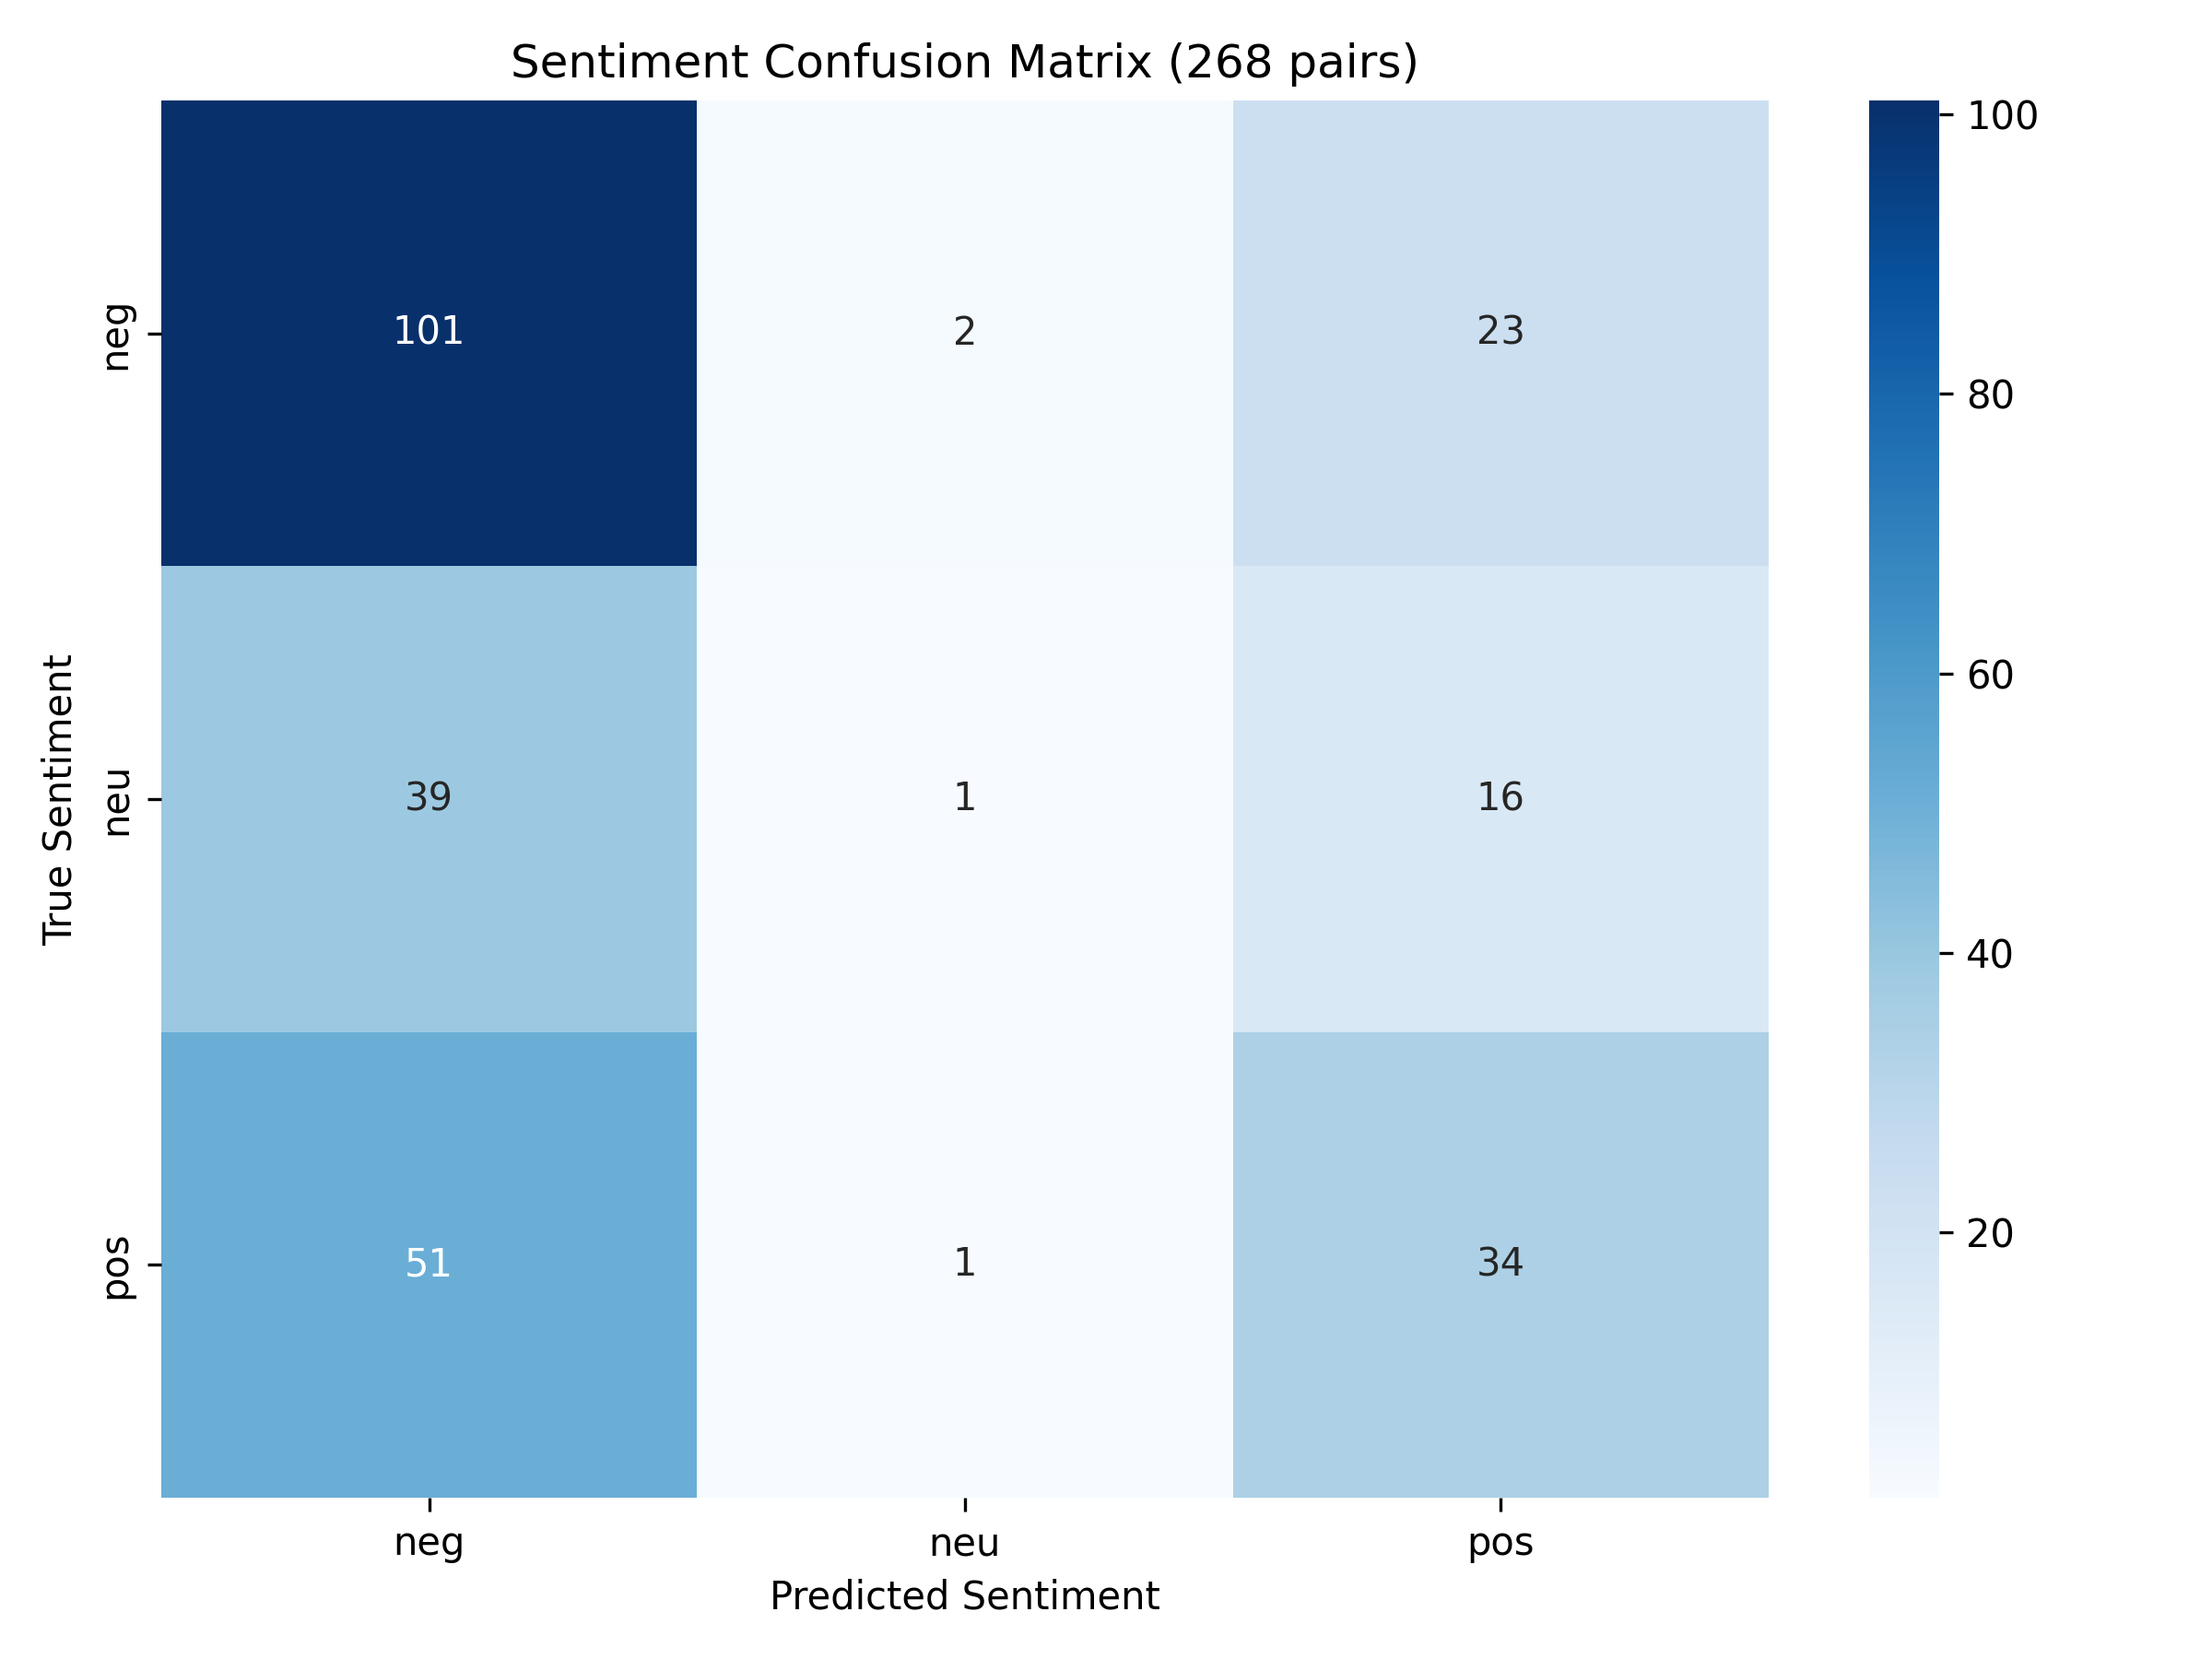 Sentiment Confusion Matrix (268 pairs)
True Sentiment
neg
101
2
23
neu
39
1
16
pos
51
1
34
neg
neu
pos
Predicted Sentiment
100
80
60
40
20